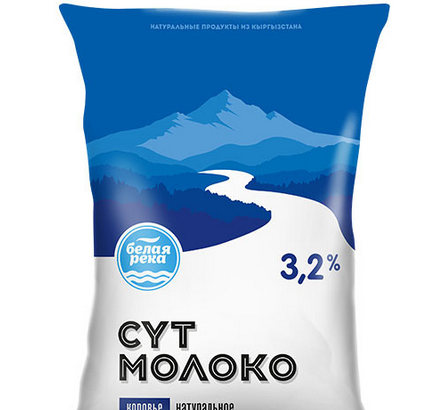 НАТУРАЛЬНЫЕ ПРОДУКТЫ ИЗ КЫРГЫЗСТАНА
белая
река
3,2%
СҮТ
МОЛОКО
КОРОВЬЕ натуральное